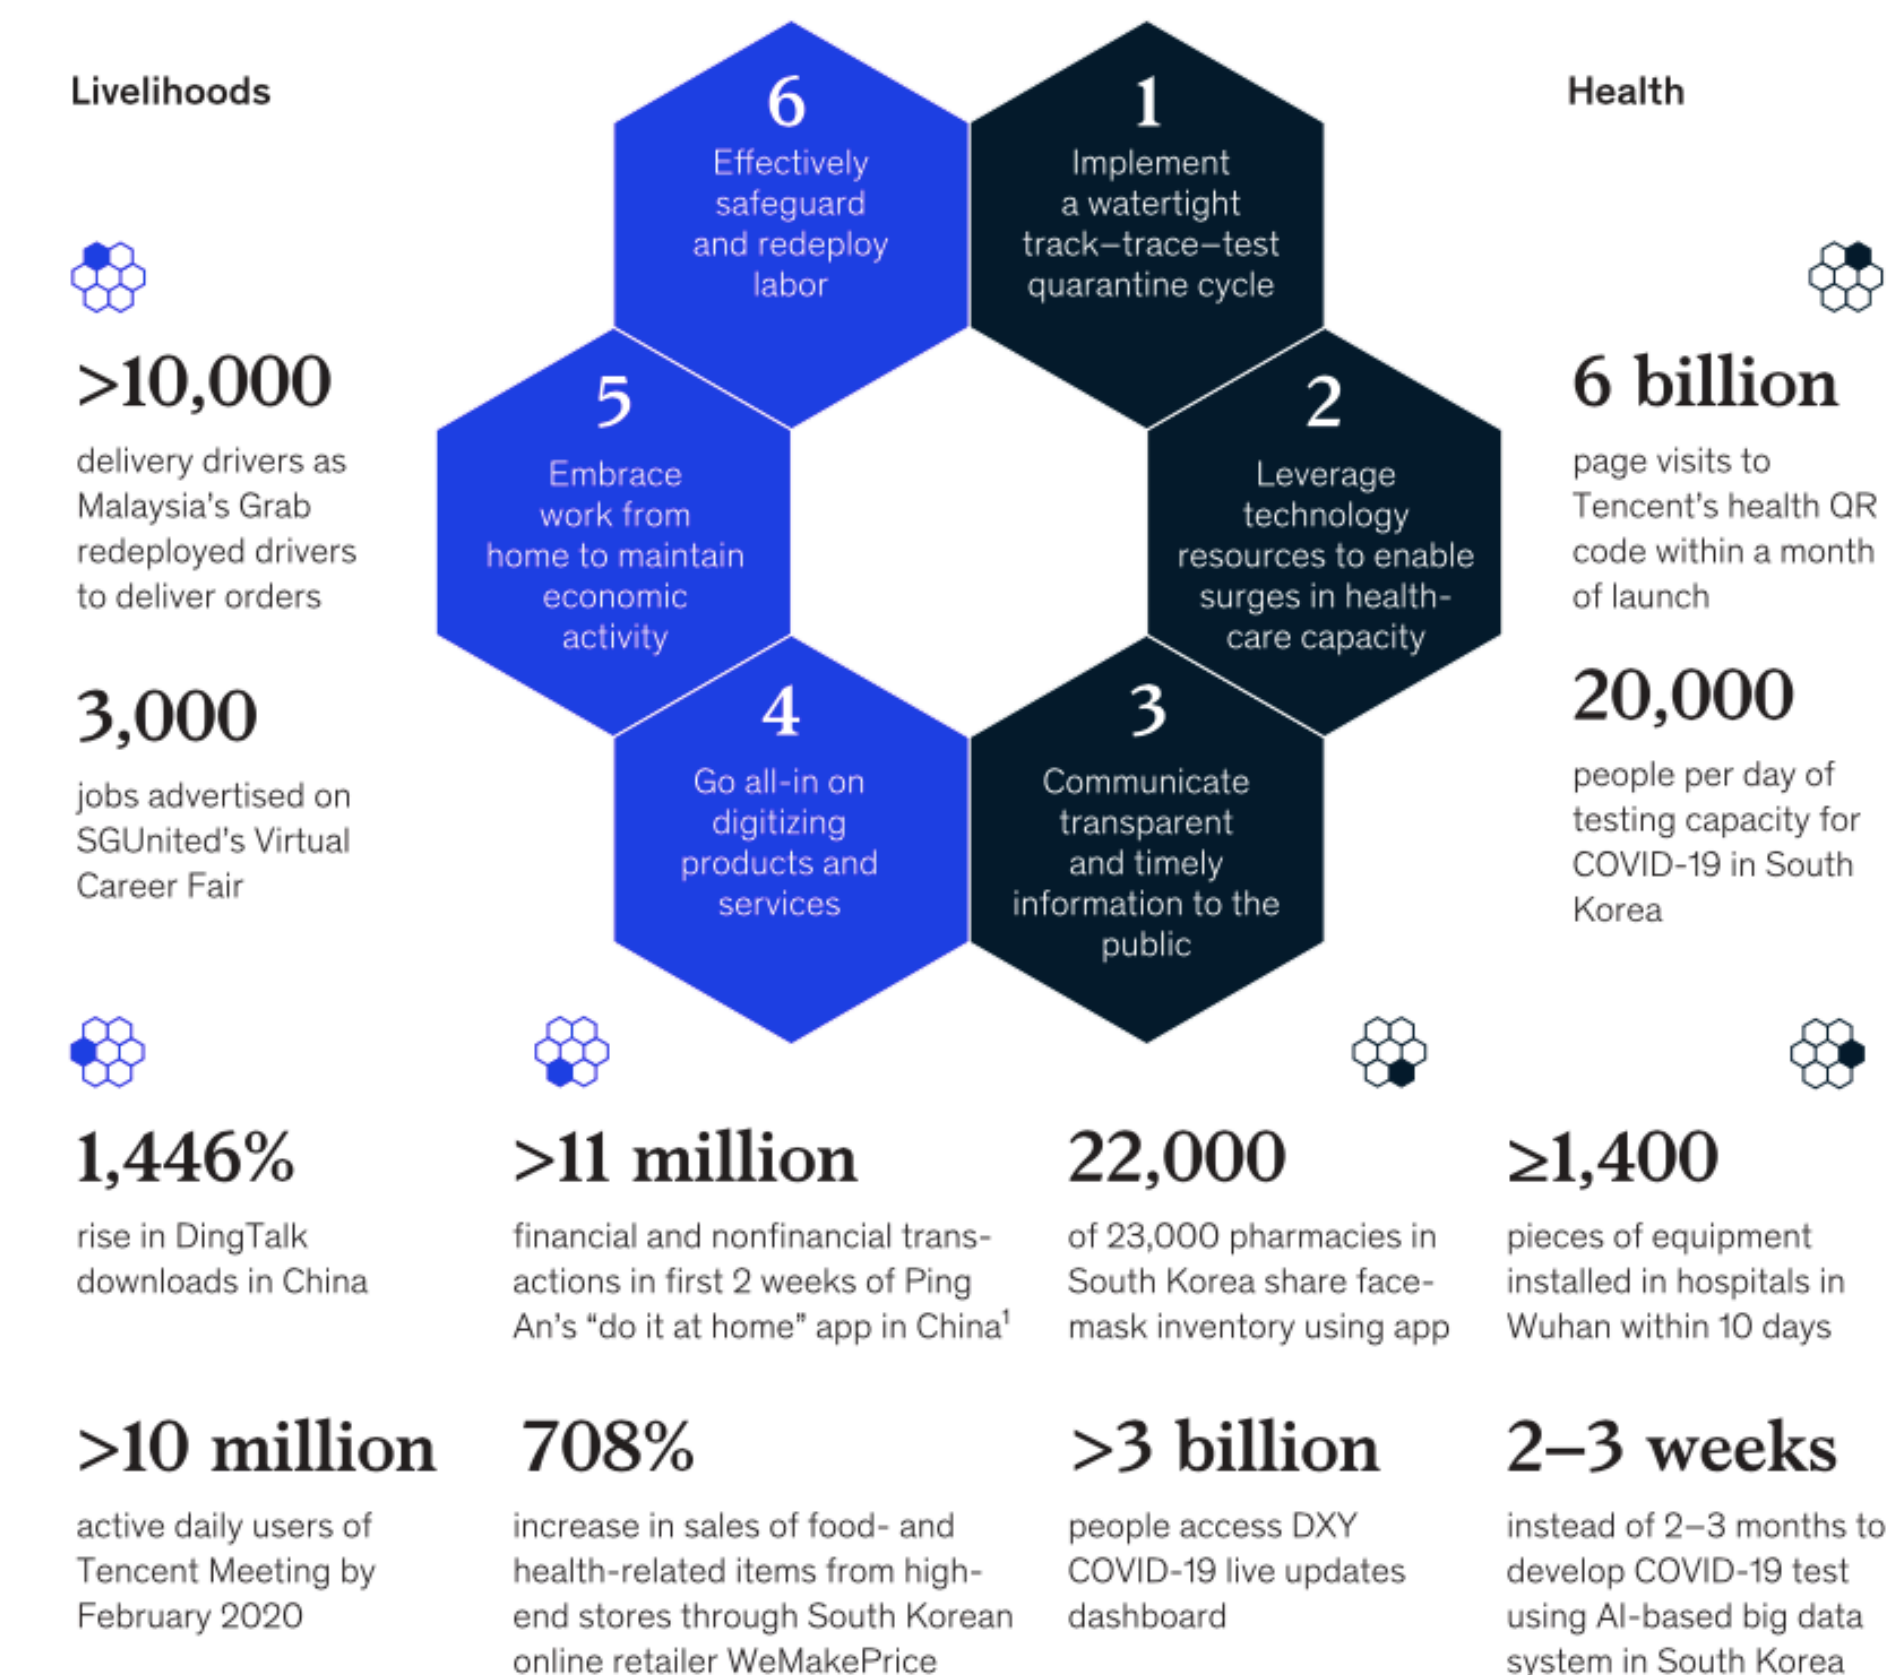 Livelihoods
Health
6
Effectively
safeguard
and redeploy
labor
1
Implement
a watertight
track–trace–test
quarantine cycle
5
Embrace
work from
home to maintain
economic
activity
2
Leverage
technology
resources to enable
surges in health-
care capacity
4
Go all-in on
digitizing
products and
services
3
Communicate
transparent
and timely
information to the
public
>10,000
delivery drivers as
Malaysia's Grab
redeployed drivers
to deliver orders
3,000
jobs advertised on
SGUnited's Virtual
Career Fair
6 billion
page visits to
Tencent's health QR
code within a month
of launch
20,000
people per day of
testing capacity for
COVID-19 in South
Korea
1,446%
rise in DingTalk
downloads in China
>10 million
active daily users of
Tencent Meeting by
February 2020
>11 million
financial and nonfinancial trans-
actions in first 2 weeks of Ping
An's “do it at home” app in China¹
708%
increase in sales of food- and
health-related items from high-
end stores through South Korean
online retailer WeMakePrice
22,000
of 23,000 pharmacies in
South Korea share face-
mask inventory using app
>3 billion
people access DXY
COVID-19 live updates
dashboard
≥1,400
pieces of equipment
installed in hospitals in
Wuhan within 10 days
2–3 weeks
instead of 2–3 months to
develop COVID-19 test
using AI-based big data
system in South Korea